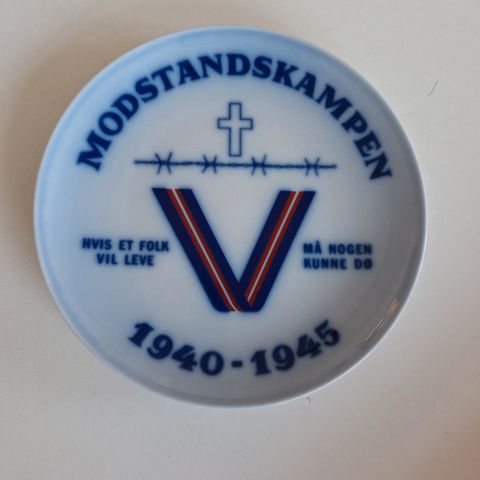 MODSTANDSKAMPEN
HVIS ET FOLK
VIL LEVE
MÅ NOGEN
KUNNE DØ
V
1940-1945